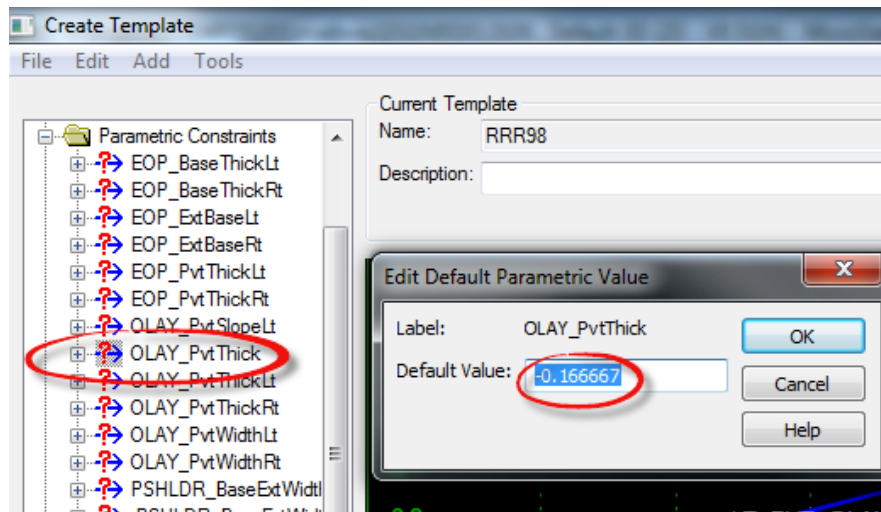 Create Template
File Edit Add Tools
Parametric Constraints
EOP_BaseThickLt
EOP_BaseThickRt
EOP_ExtBaseLt
EOP_ExtBaseRt
EOP_PvtThickLt
EOP_PvtThickRt
OLAY_PvtSlopeLt
OLAY_PvtThick
OLAY_PvtThickLt
OLAY_PvtThickRt
OLAY_PvtWidthLt
OLAY_PvtWidthRt
PSHLDR_BaseExtWidtl
Current Template
Name: RRR98
Description:
Edit Default Parametric Value
Label: OLAY_PvtThick
Default Value: -0.166667
OK
Cancel
Help